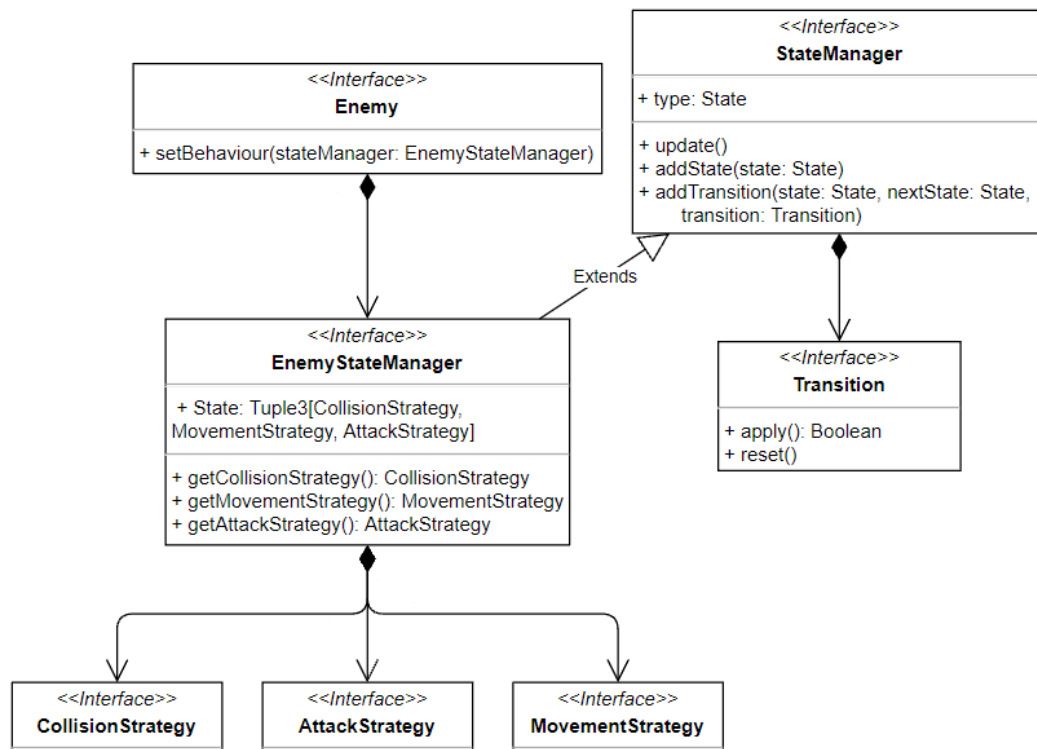 <<Interface>>
StateManager
+ type: State
+ update()
+ addState(state: State)
+ addTransition(state: State, nextState: State,
transition: Transition)
<<Interface>>
Enemy
+ setBehaviour(stateManager: EnemyStateManager)
Extends
<<Interface>>
EnemyStateManager
+ State: Tuple3[CollisionStrategy,
MovementStrategy, AttackStrategy]
+ getCollisionStrategy(): CollisionStrategy
+ getMovementStrategy(): MovementStrategy
+ getAttackStrategy(): AttackStrategy
<<Interface>>
Transition
+ apply(): Boolean
+ reset()
<<Interface>>
CollisionStrategy
<<Interface>>
AttackStrategy
<<Interface>>
MovementStrategy